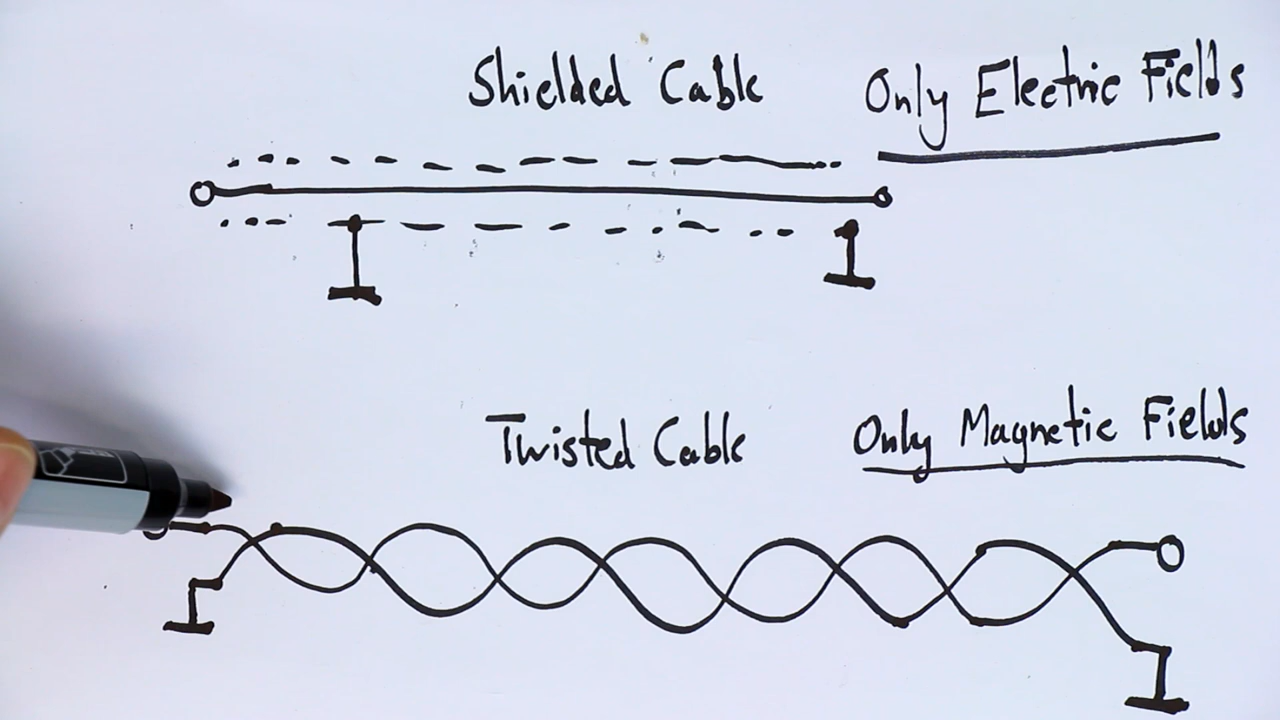 Shielded Cable
Only Electric Fields
Twisted Cable
Only Magnetic Fields